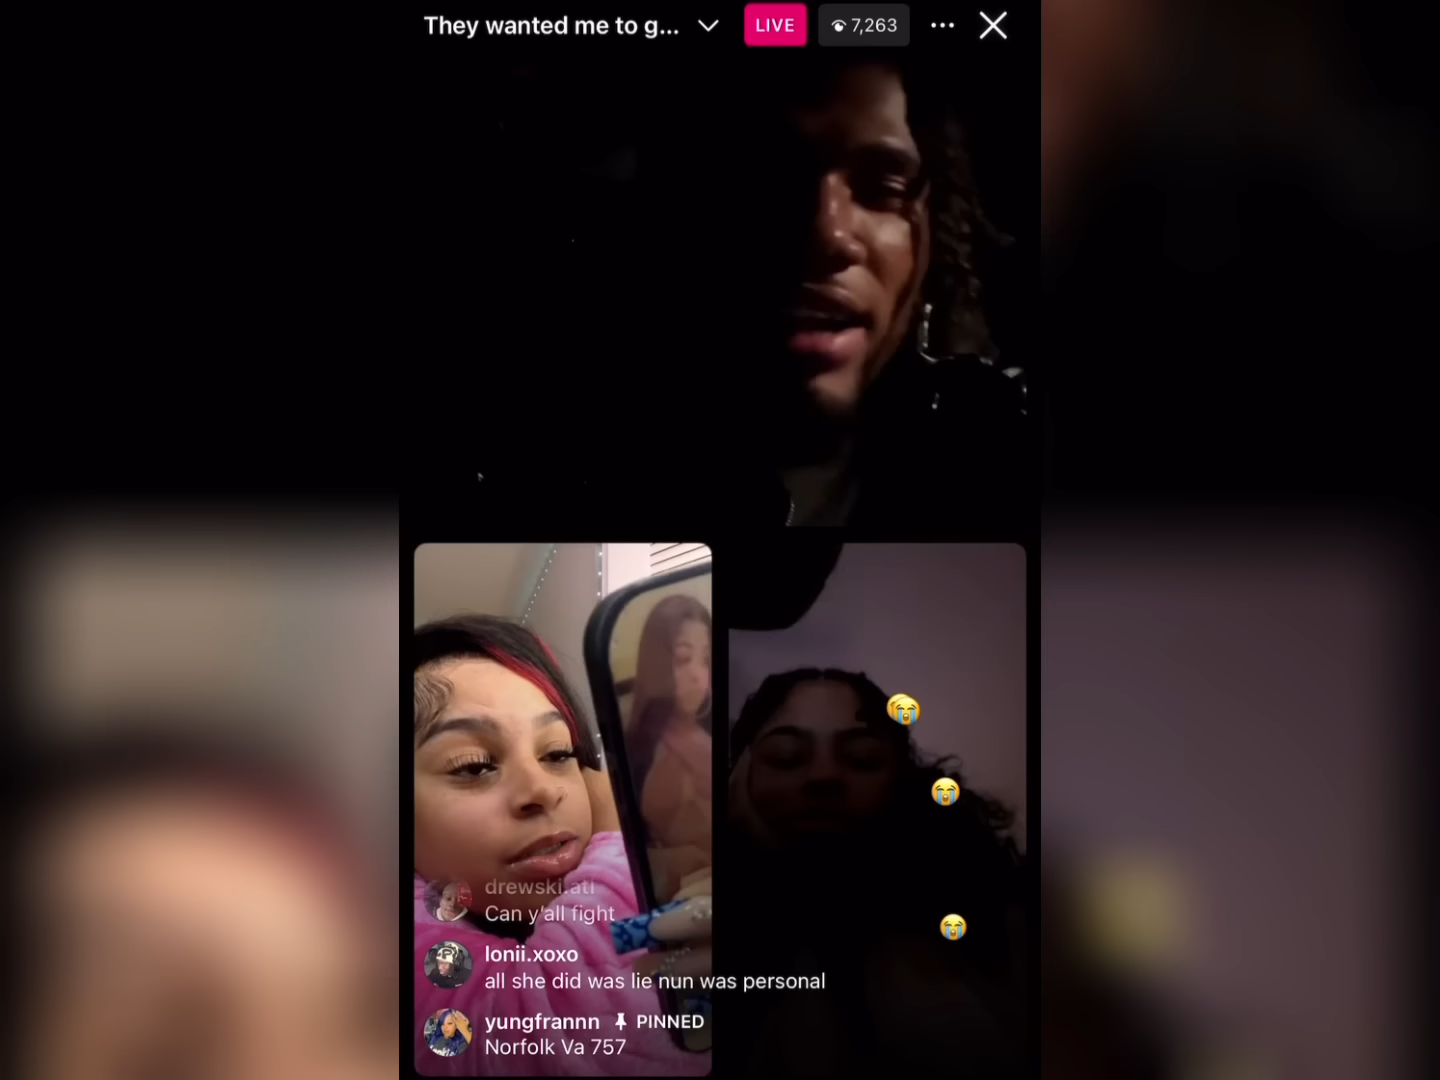 They wanted me to g...
LIVE
7,263
drewski.atl
Can y'all fight
lonii.xoxo
all she did was lie nun was personal
yungfrannn PINNED
Norfolk Va 757